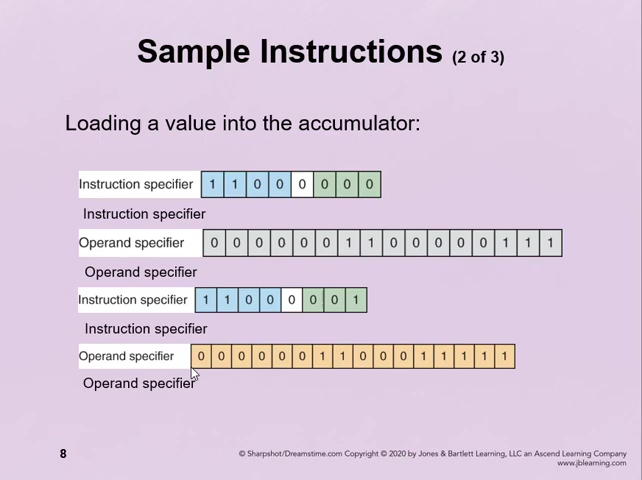 Sample Instructions (2 of 3)
Loading a value into the accumulator:
Instruction specifier 1 1 0 0 0 0 0 0
Instruction specifier
Operand specifier 0 0 0 0 0 0 1 1 0 0 0 0 0 1 1 1
Operand specifier
Instruction specifier 1 1 0 0 0 0 0 1
Instruction specifier
Operand specifier 0 0 0 0 0 0 1 1 0 0 0 1 1 1 1 1
Operand specifier
8
© Sharpshot/Dreamstime.com Copyright © 2020 by Jones & Bartlett Learning, LLC an Ascend Learning Company
www.jblearning.com